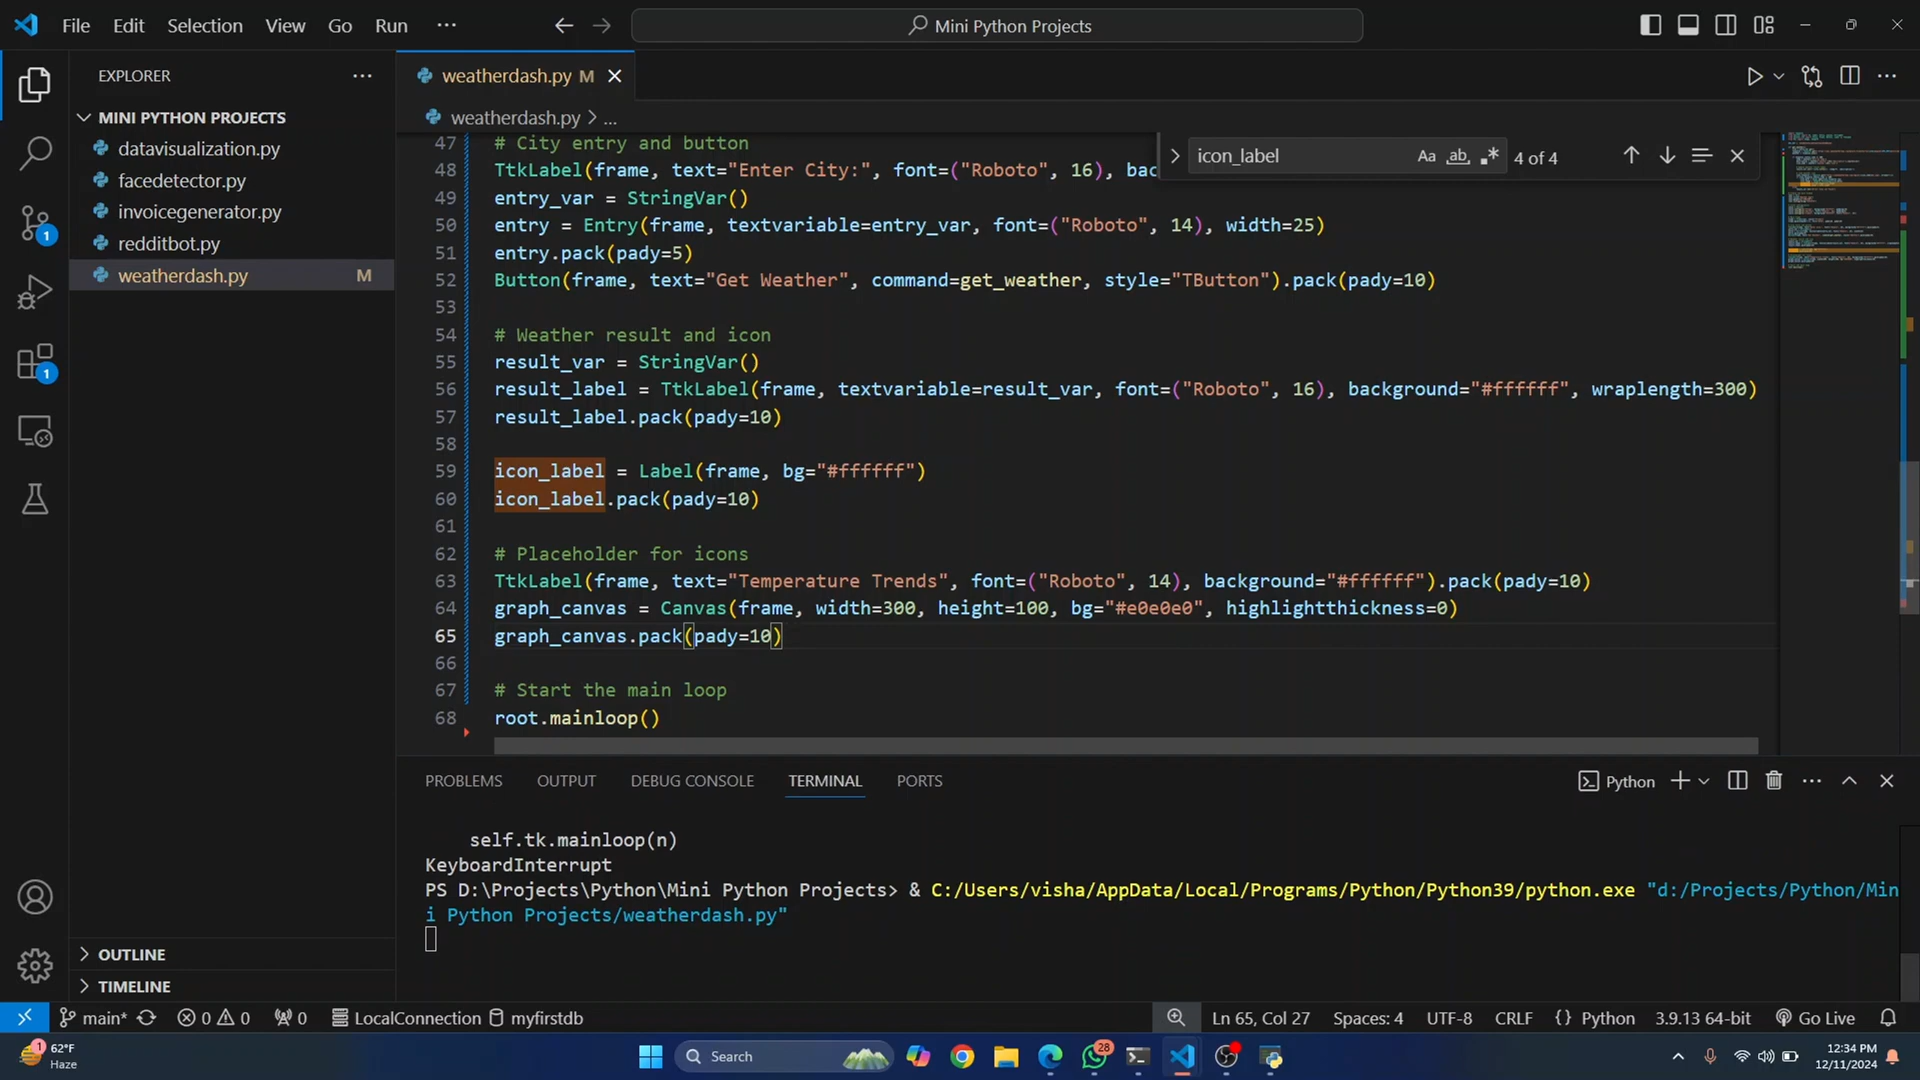 File Edit Selection View Go Run ···
Mini Python Projects
EXPLORER
MINI PYTHON PROJECTS
datavisualization.py
facedetector.py
invoicegenerator.py
redditbot.py
weatherdash.py M
OUTLINE
TIMELINE
weatherdash.py M
weatherdash.py > ...
icon_label Aa ab 4 of 4
47 # City entry and button
48 TtkLabel(frame, text="Enter City:", font=("Roboto", 16), bac
49 entry_var = StringVar()
50 entry = Entry(frame, textvariable=entry_var, font=("Roboto", 14), width=25)
51 entry.pack(pady=5)
52 Button(frame, text="Get Weather", command=get_weather, style="TButton").pack(pady=10)
53
54 # Weather result and icon
55 result_var = StringVar()
56 result_label = TtkLabel(frame, textvariable=result_var, font=("Roboto", 16), background="#ffffff", wraplength=300)
57 result_label.pack(pady=10)
58
59 icon_label = Label(frame, bg="#ffffff")
60 icon_label.pack(pady=10)
61
62 # Placeholder for icons
63 TtkLabel(frame, text="Temperature Trends", font=("Roboto", 14), background="#ffffff").pack(pady=10)
64 graph_canvas = Canvas(frame, width=300, height=100, bg="#e0e0e0", highlightthickness=0)
65 graph_canvas.pack(pady=10)
66
67 # Start the main loop
68 root.mainloop()
PROBLEMS OUTPUT DEBUG CONSOLE TERMINAL PORTS
Python
self.tk.mainloop(n)
KeyboardInterrupt
PS D:\Projects\Python\Mini Python Projects> & C:/Users/visha/AppData/Local/Programs/Python/Python39/python.exe "d:/Projects/Python/Min
i Python Projects/weatherdash.py"
1
1
main* 0 0 0 LocalConnection myfirstdb Ln 65, Col 27 Spaces: 4 UTF-8 CRLF {} Python 3.9.13 64-bit Go Live
1
62°F
Haze
Search
28
12:34 PM
12/11/2024